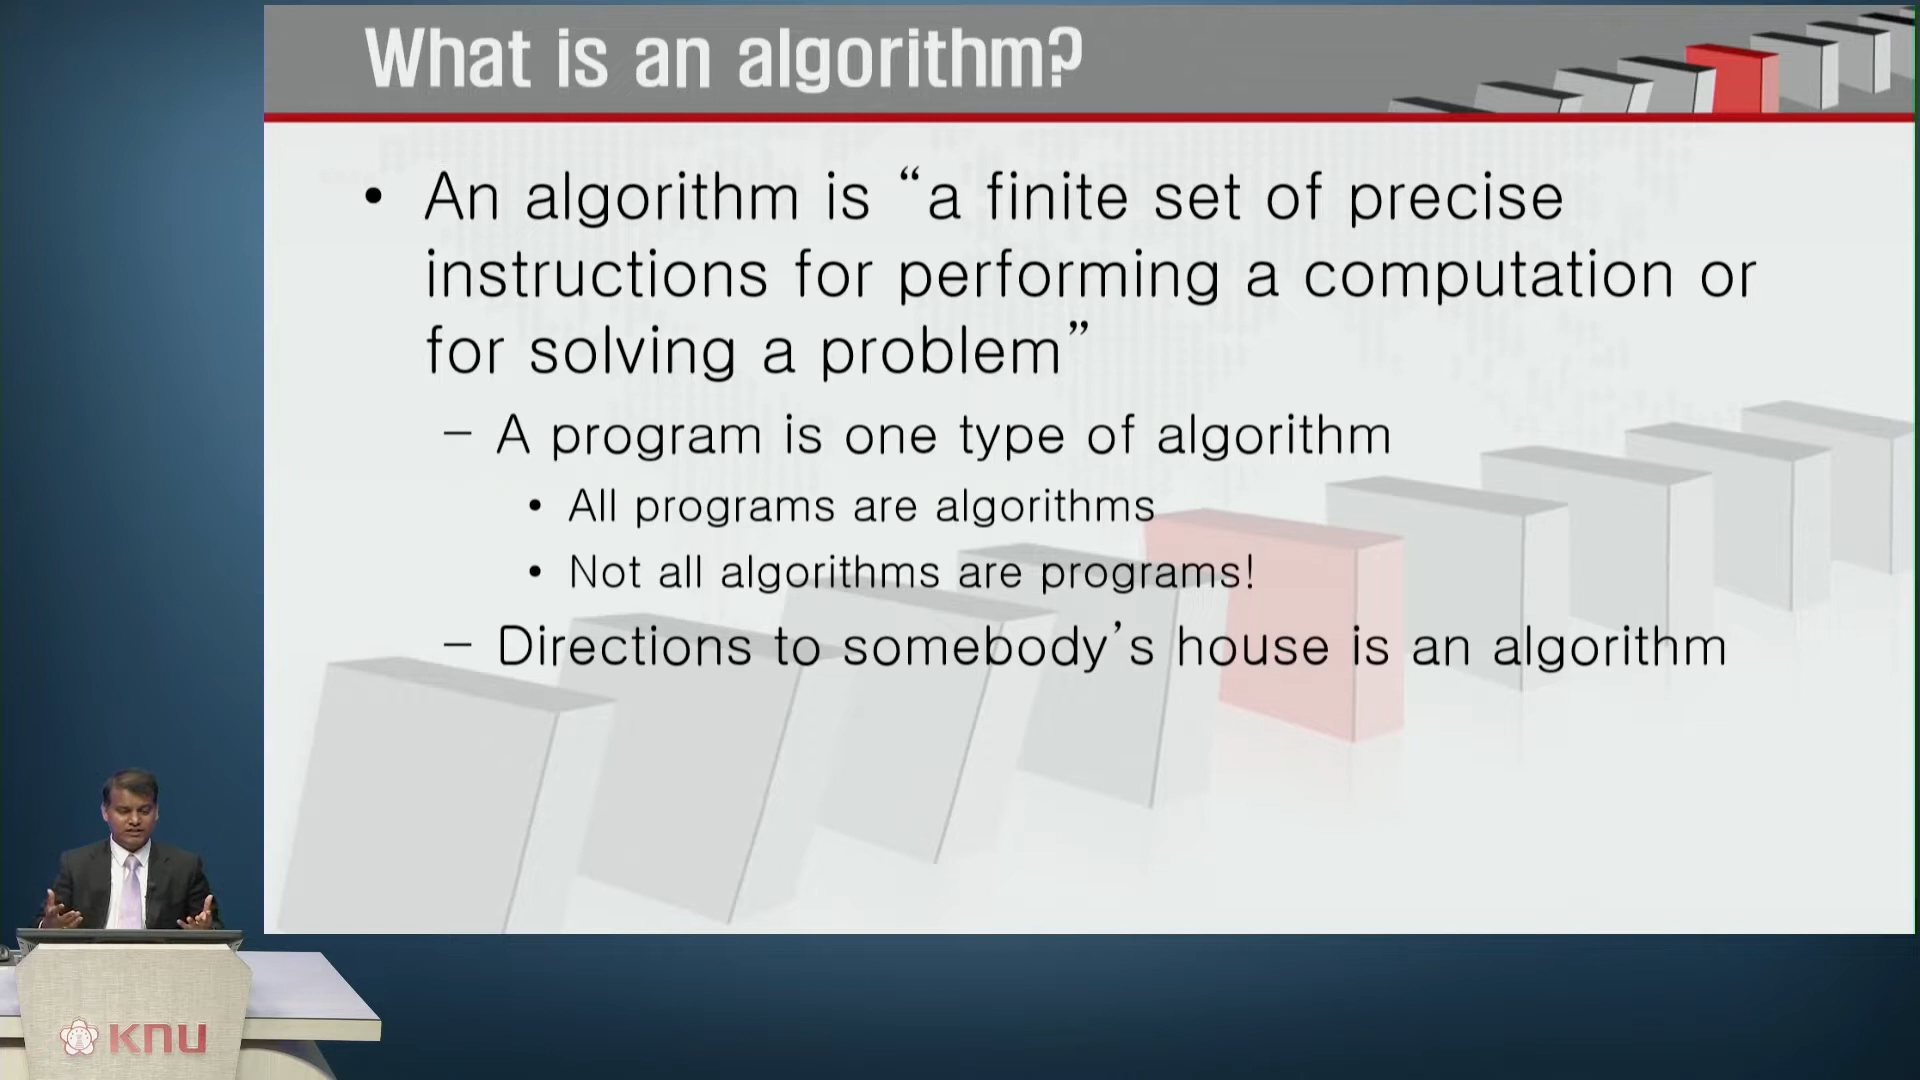 What is an algorithm?
• An algorithm is “a finite set of precise
instructions for performing a computation or
for solving a problem”
– A program is one type of algorithm
• All programs are algorithms
• Not all algorithms are programs!
– Directions to somebody’s house is an algorithm
KNU